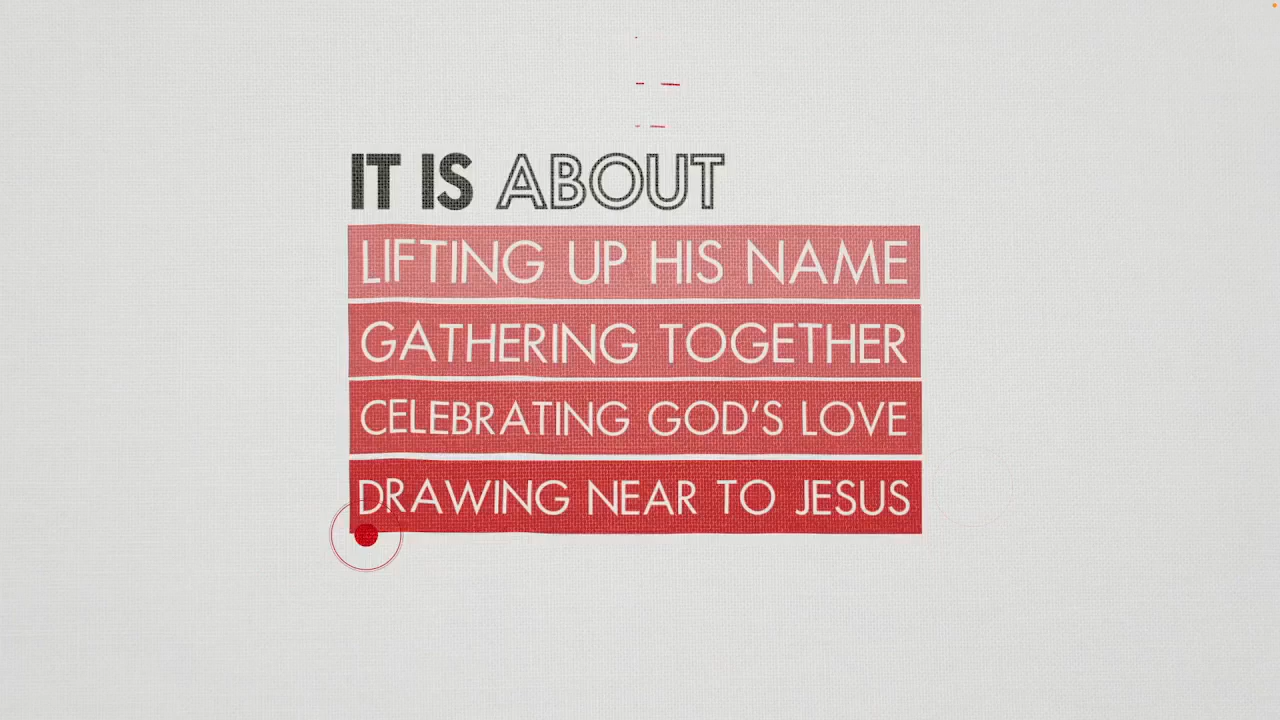 IT IS ABOUT
LIFTING UP HIS NAME
GATHERING TOGETHER
CELEBRATING GOD'S LOVE
DRAWING NEAR TO JESUS